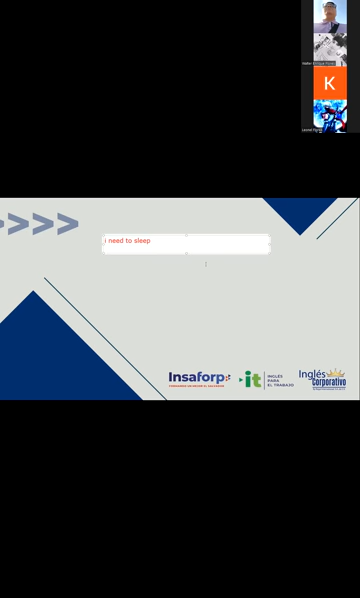 K
>>>>
i need to sleep
Insaforp
it
INGLÉS
PARA
EL TRABAJO
Inglés
Corporativo